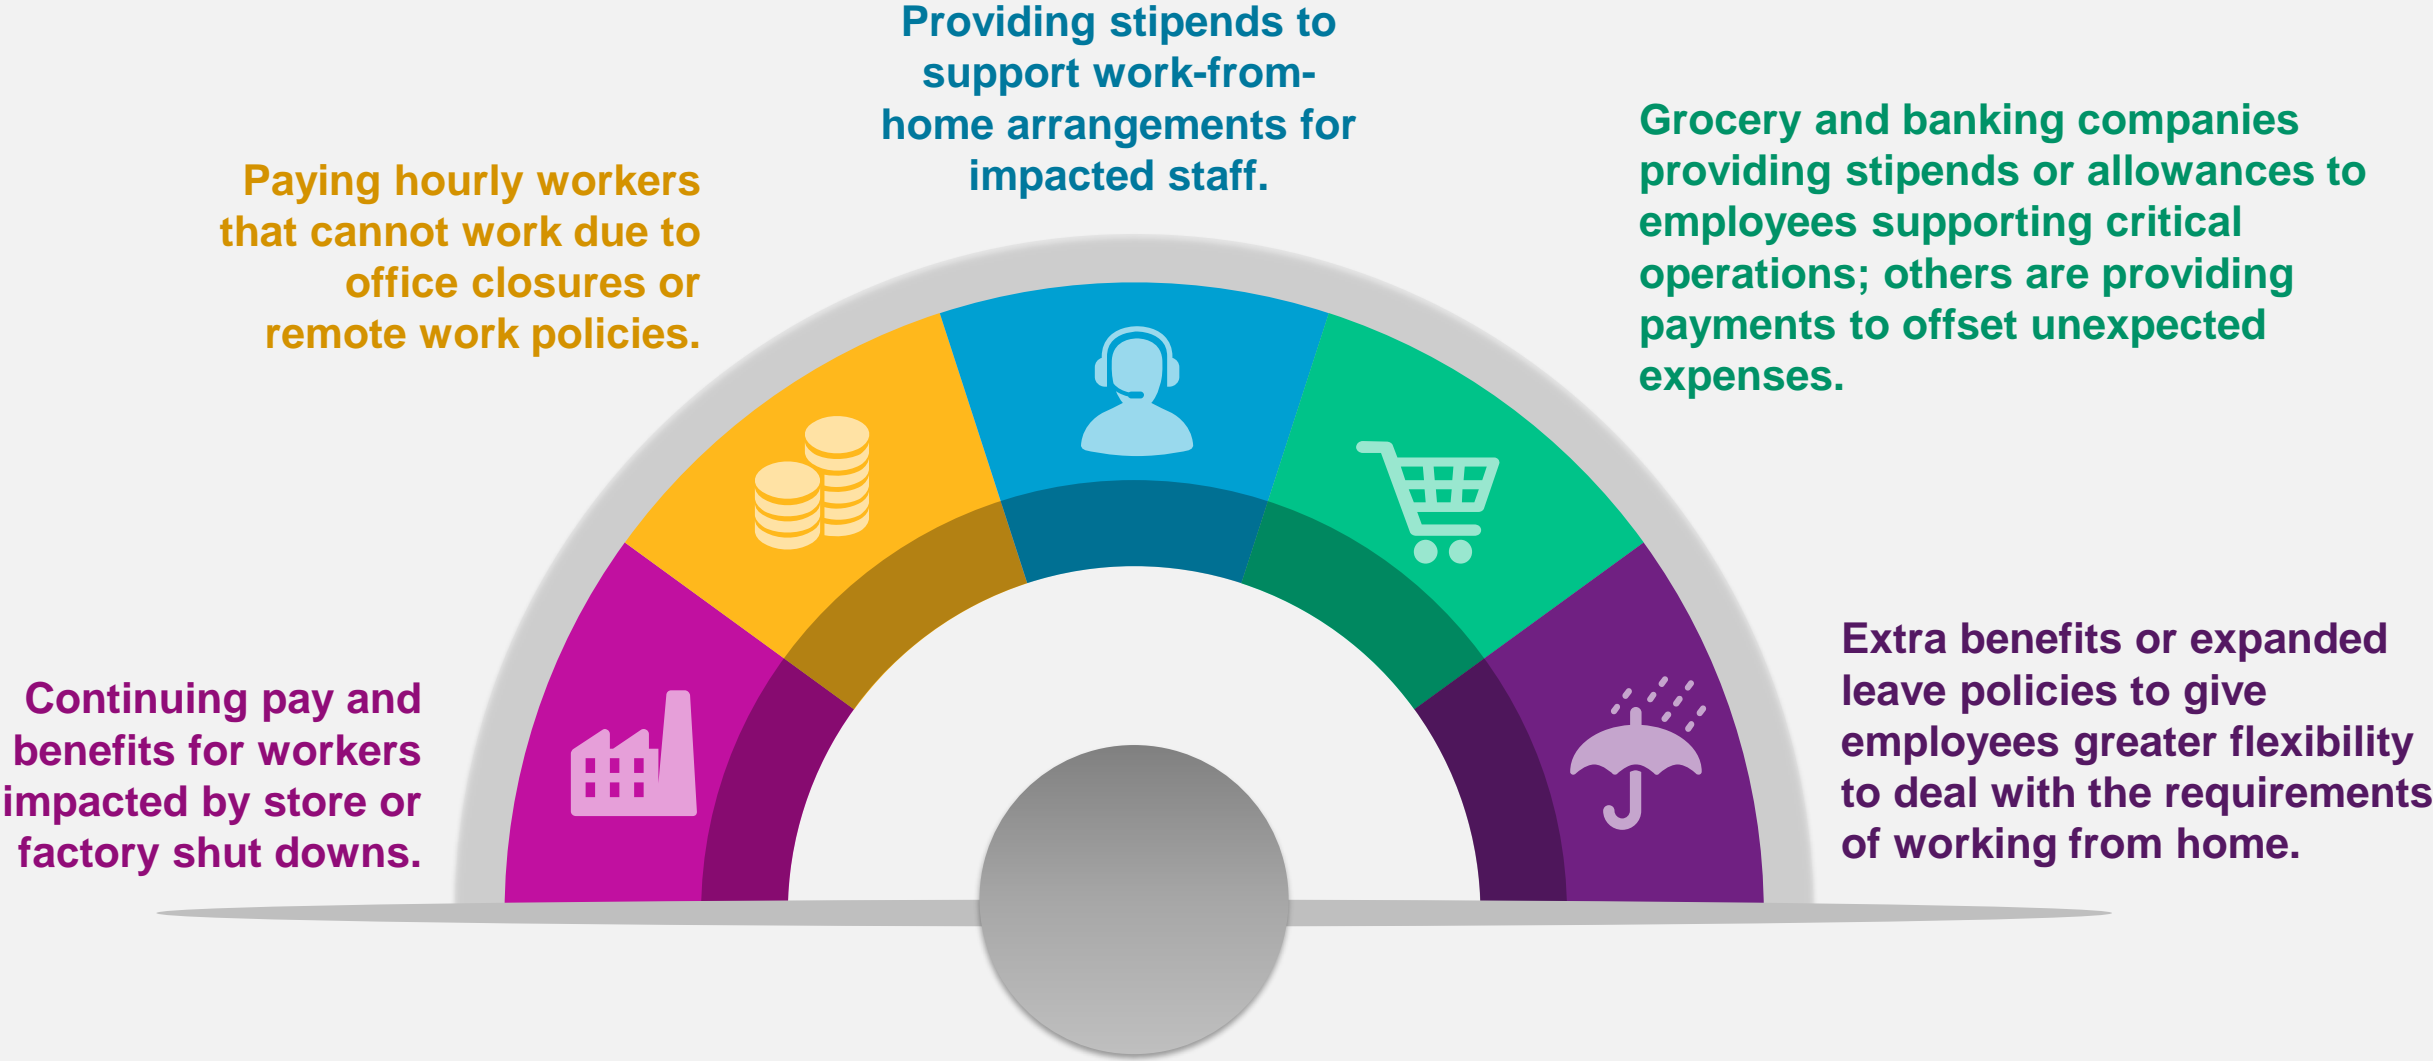 Providing stipends to
support work-from-
home arrangements for
impacted staff.
Paying hourly workers
that cannot work due to
office closures or
remote work policies.
Grocery and banking companies
providing stipends or allowances to
employees supporting critical
operations; others are providing
payments to offset unexpected
expenses.
Continuing pay and
benefits for workers
impacted by store or
factory shut downs.
Extra benefits or expanded
leave policies to give
employees greater flexibility
to deal with the requirements
of working from home.